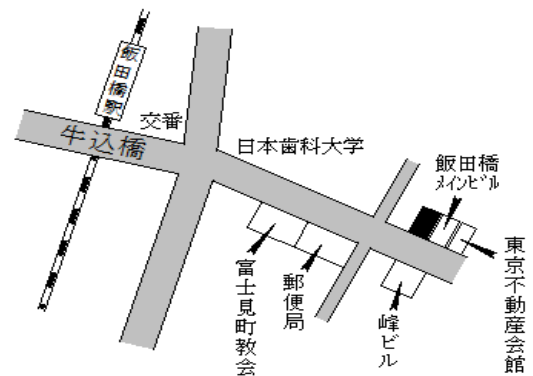 飯田橋駅
牛込橋
交番
日本歯科大学
飯田橋
ﾒｲﾝﾋﾞﾙ
富士見町教会
郵便局
峰ビル
東京不動産会館